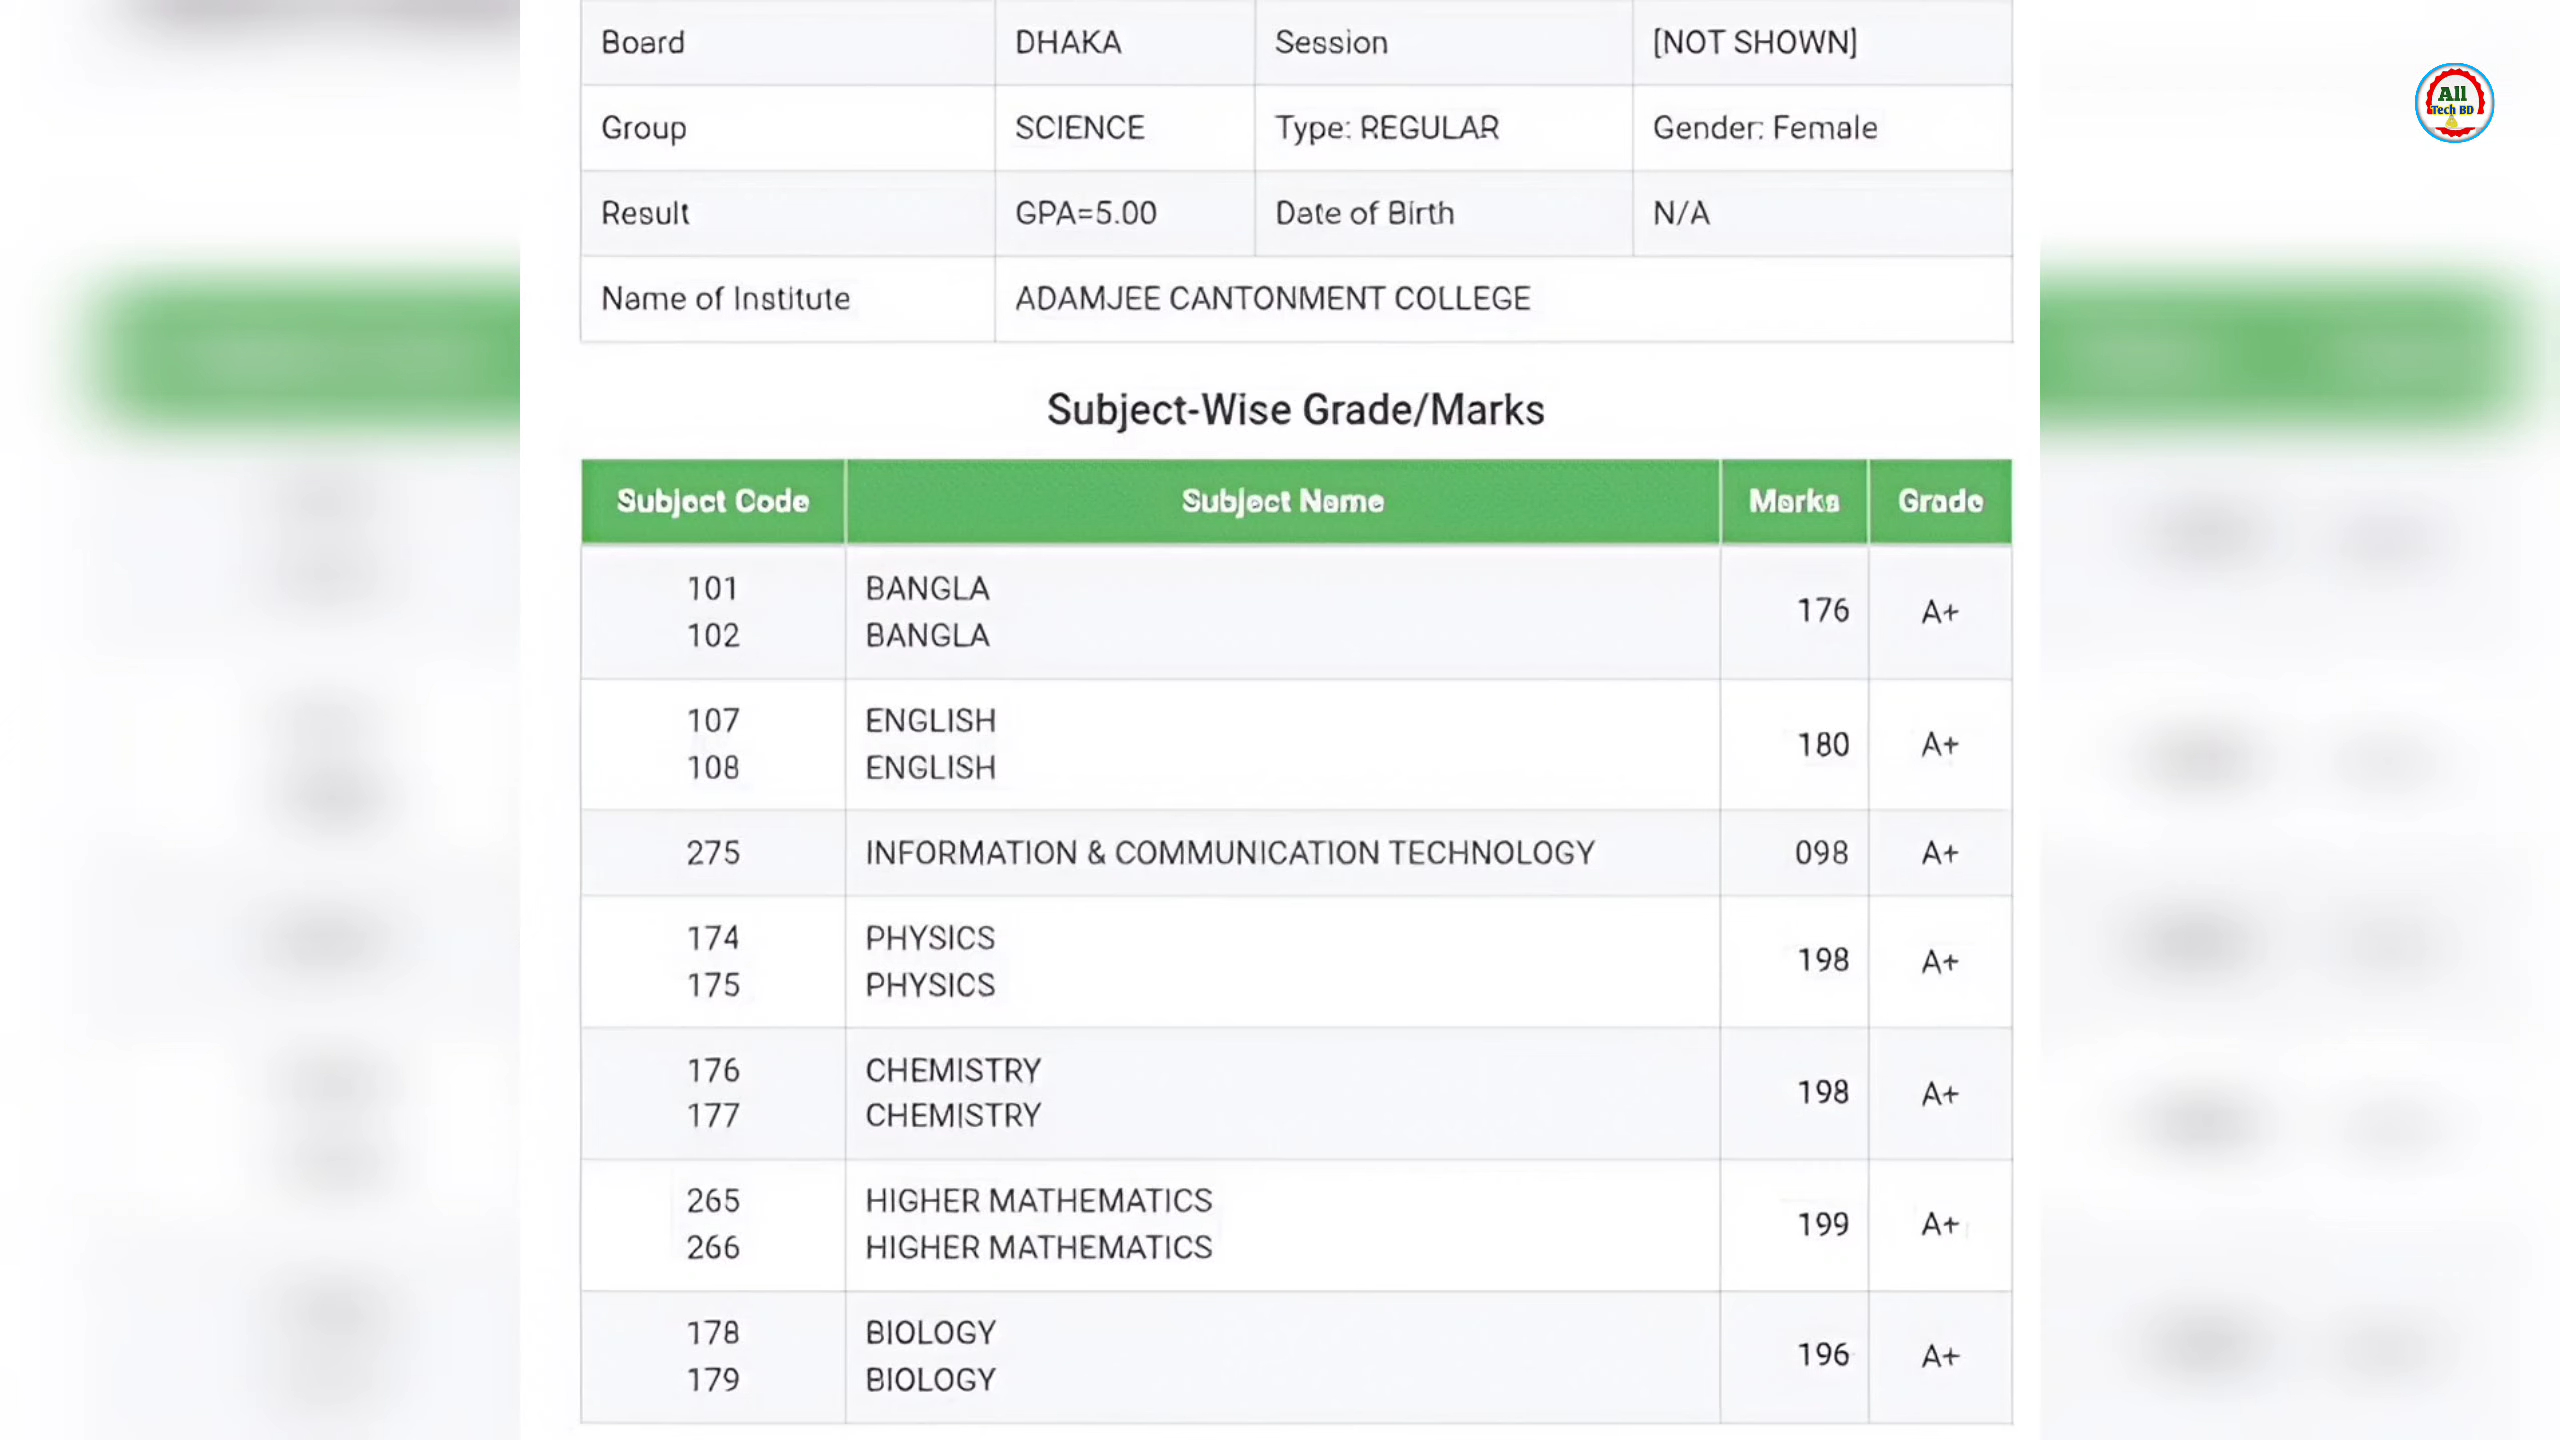 Board DHAKA Session [NOT SHOWN]
Group SCIENCE Type: REGULAR Gender: Female
Result GPA=5.00 Date of Birth N/A
Name of Institute ADAMJEE CANTONMENT COLLEGE
Subject-Wise Grade/Marks
Subject Code Subject Name Marks Grade
101 BANGLA
102 BANGLA
176 A+
107 ENGLISH
108 ENGLISH
180 A+
275 INFORMATION & COMMUNICATION TECHNOLOGY 098 A+
174 PHYSICS
175 PHYSICS
198 A+
176 CHEMISTRY
177 CHEMISTRY
198 A+
265 HIGHER MATHEMATICS
266 HIGHER MATHEMATICS
199 A+
178 BIOLOGY
179 BIOLOGY
196 A+
All
Tech BD